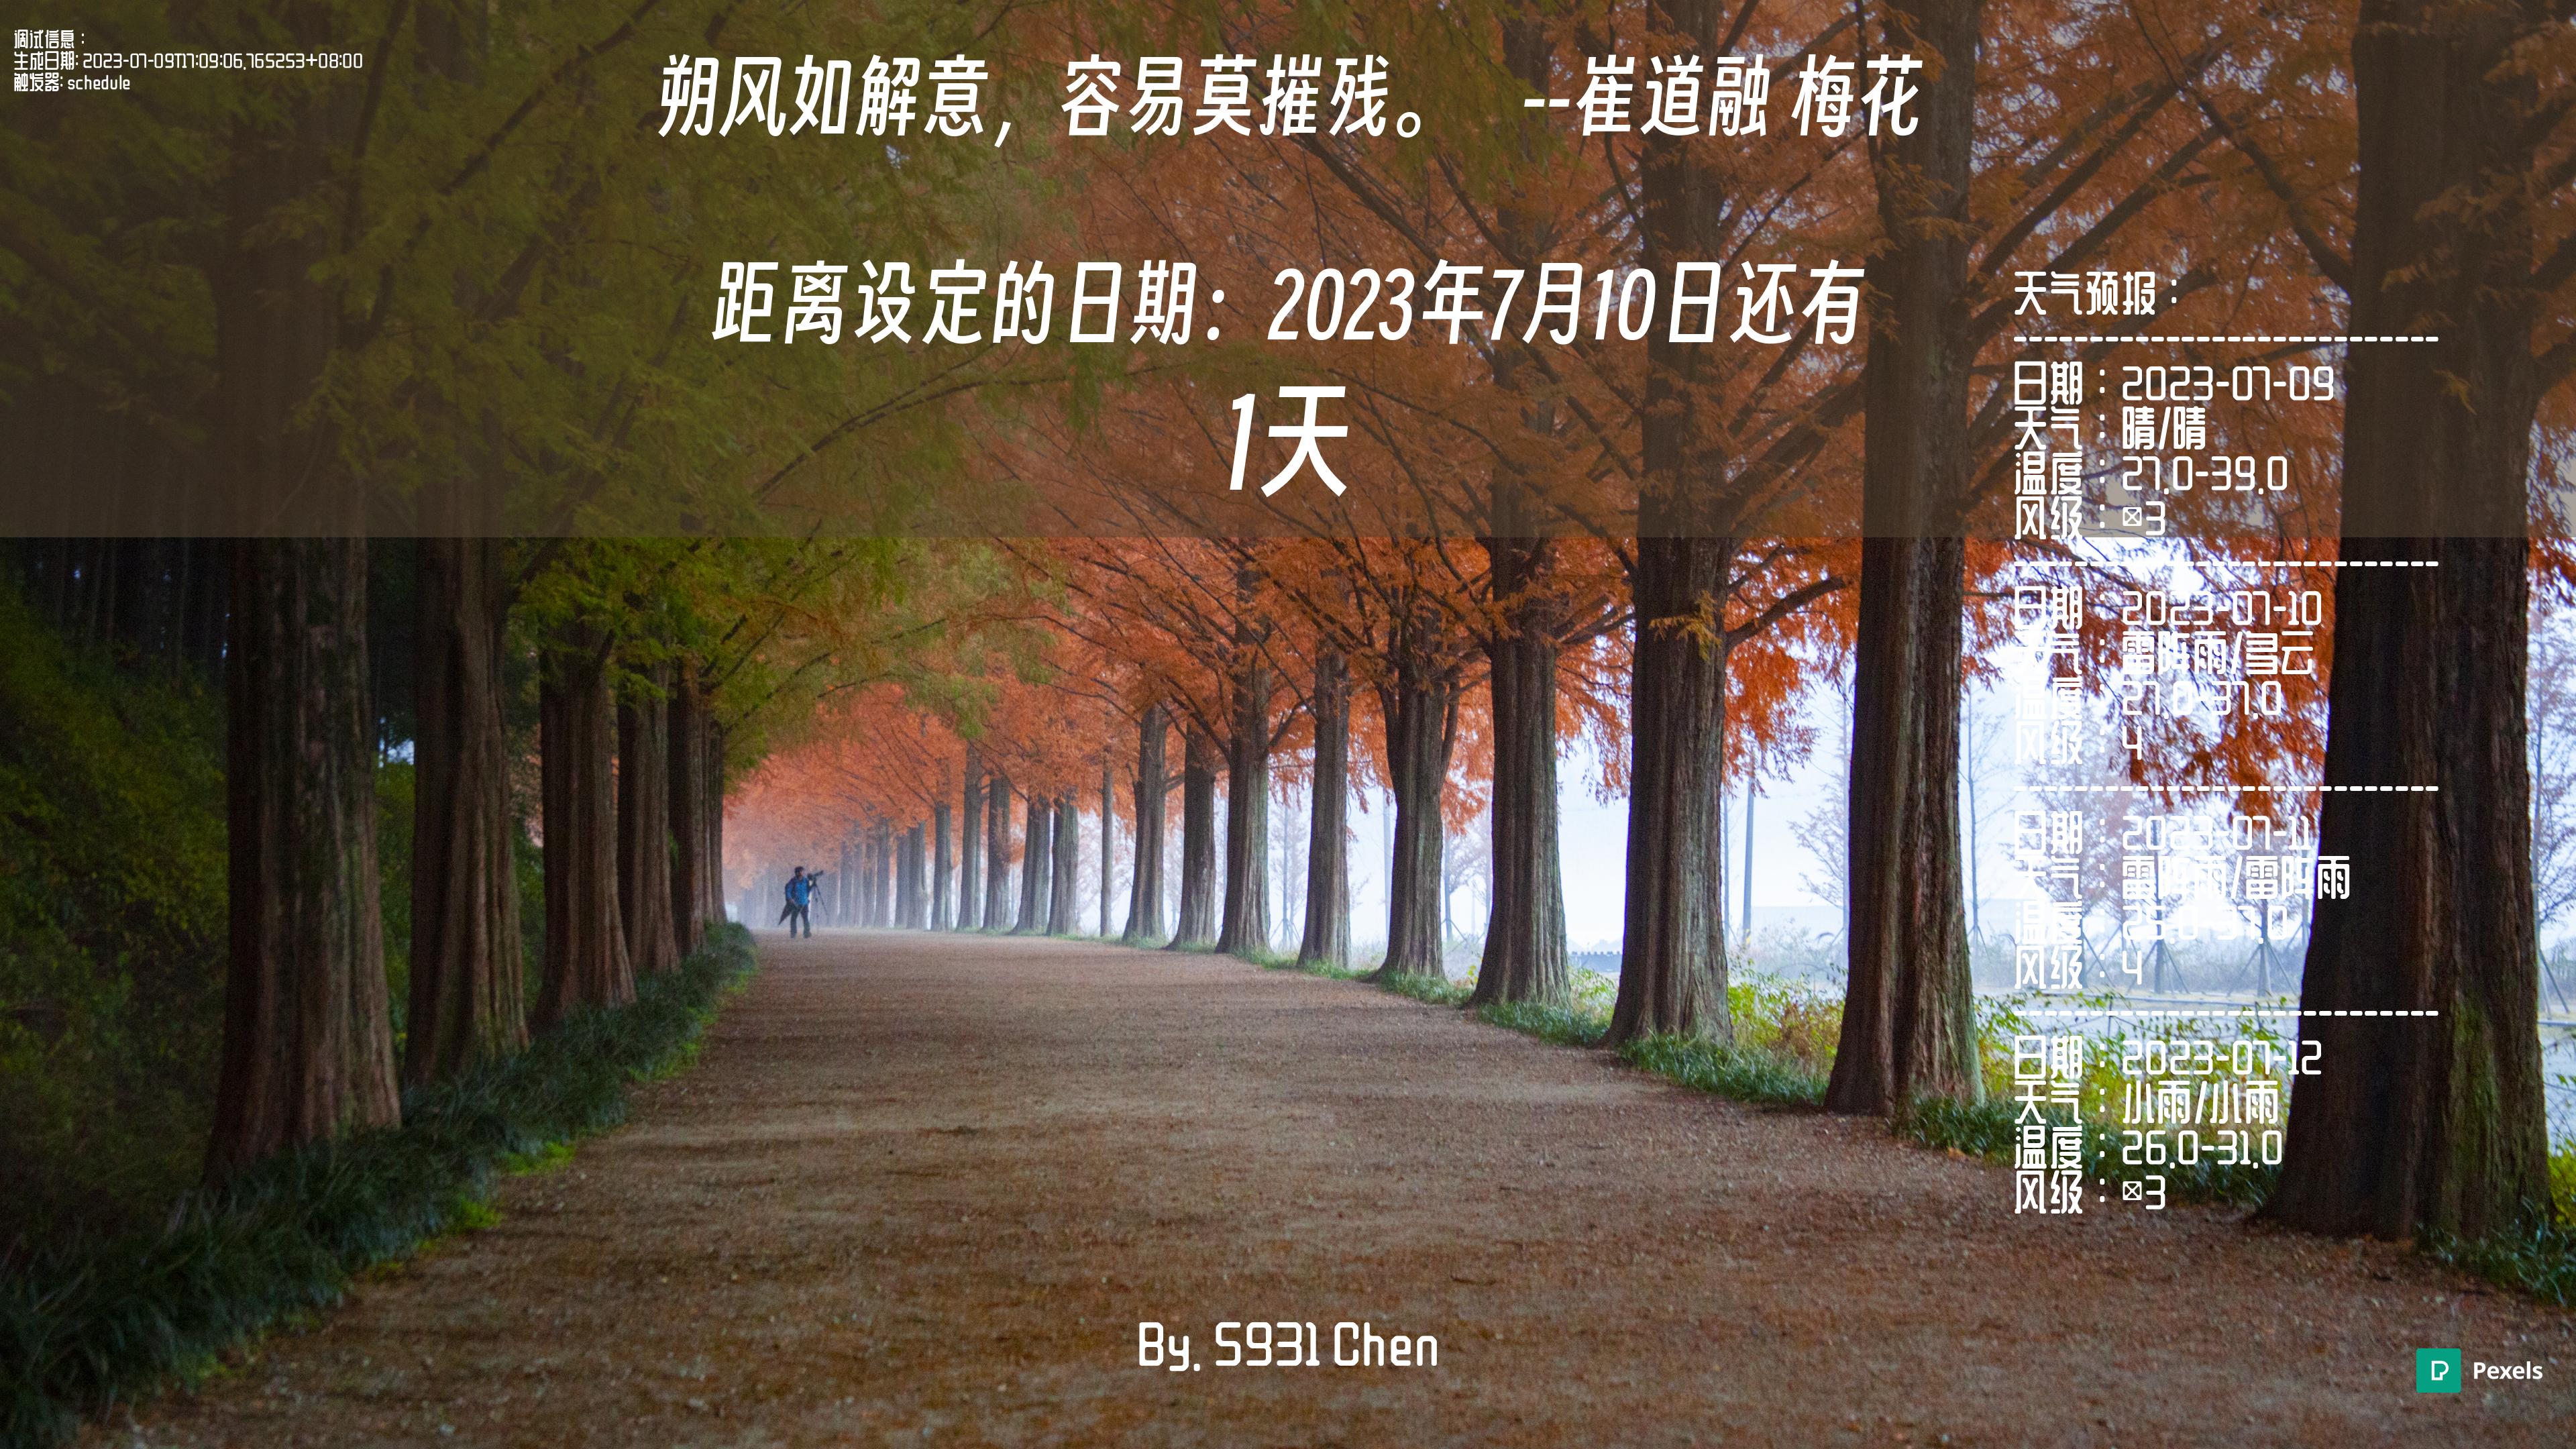 调试信息：
生成日期: 2023-07-09T17:09:06.765253+08:00
触发器: schedule
朔风如解意，容易莫摧残。 --崔道融 梅花
距离设定的日期：2023年7月10日还有
1天
天气预报：
---------------------------
日期：2023-07-09
天气：晴/晴
温度：27.0-39.0
风级：3
---------------------------
日期：2023-07-10
天气：雷阵雨/多云
温度：27.0-37.0
风级：4
---------------------------
日期：2023-07-11
天气：雷阵雨/雷阵雨
温度：
风级：4
---------------------------
日期：2023-07-12
天气：小雨/小雨
温度：26.0-31.0
风级：3
By. S931 Chen
Pexels